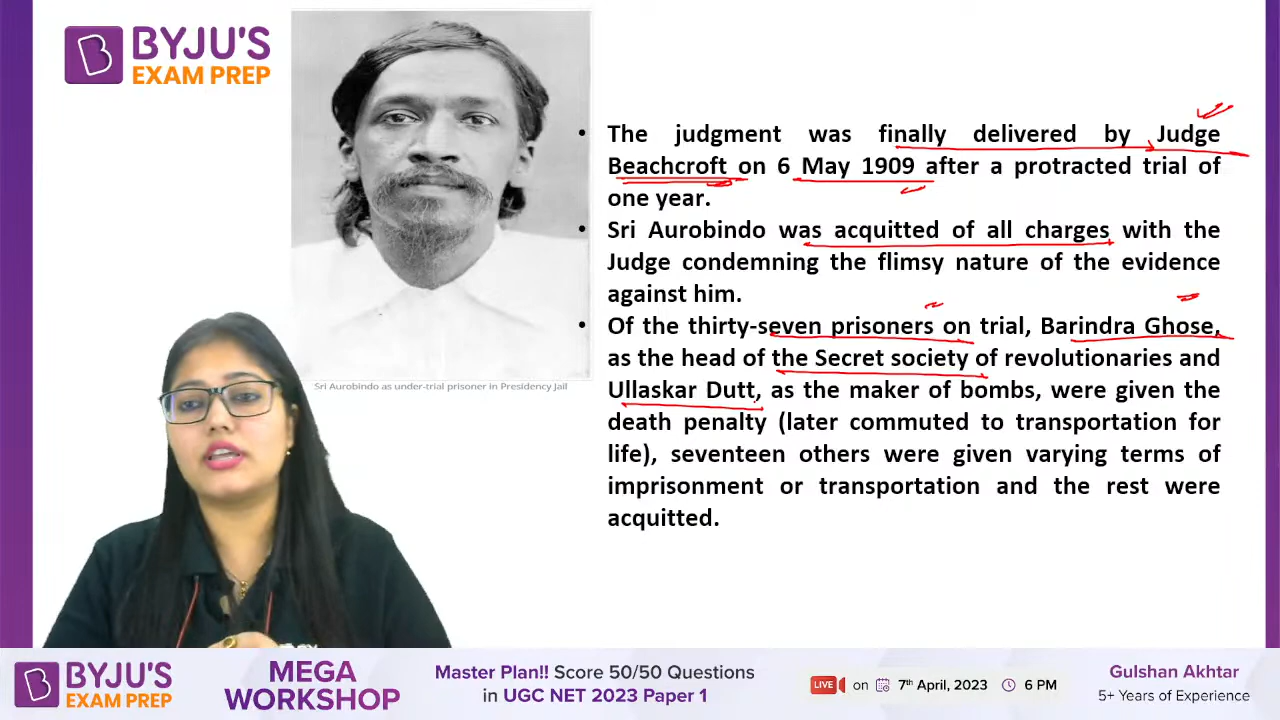 BYJU'S
EXAM PREP
• The judgment was finally delivered by Judge
Beachcroft on 6 May 1909 after a protracted trial of
one year.
• Sri Aurobindo was acquitted of all charges with the
Judge condemning the flimsy nature of the evidence
against him.
• Of the thirty-seven prisoners on trial, Barindra Ghose,
as the head of the Secret society of revolutionaries and
Ullaskar Dutt, as the maker of bombs, were given the
death penalty (later commuted to transportation for
life), seventeen others were given varying terms of
imprisonment or transportation and the rest were
acquitted.
Sri Aurobindo as under-trial prisoner in Presidency Jail
BYJU'S
EXAM PREP
MEGA
WORKSHOP
Master Plan!! Score 50/50 Questions
in UGC NET 2023 Paper 1
LIVE on 7th April, 2023 6 PM
Gulshan Akhtar
5+ Years of Experience